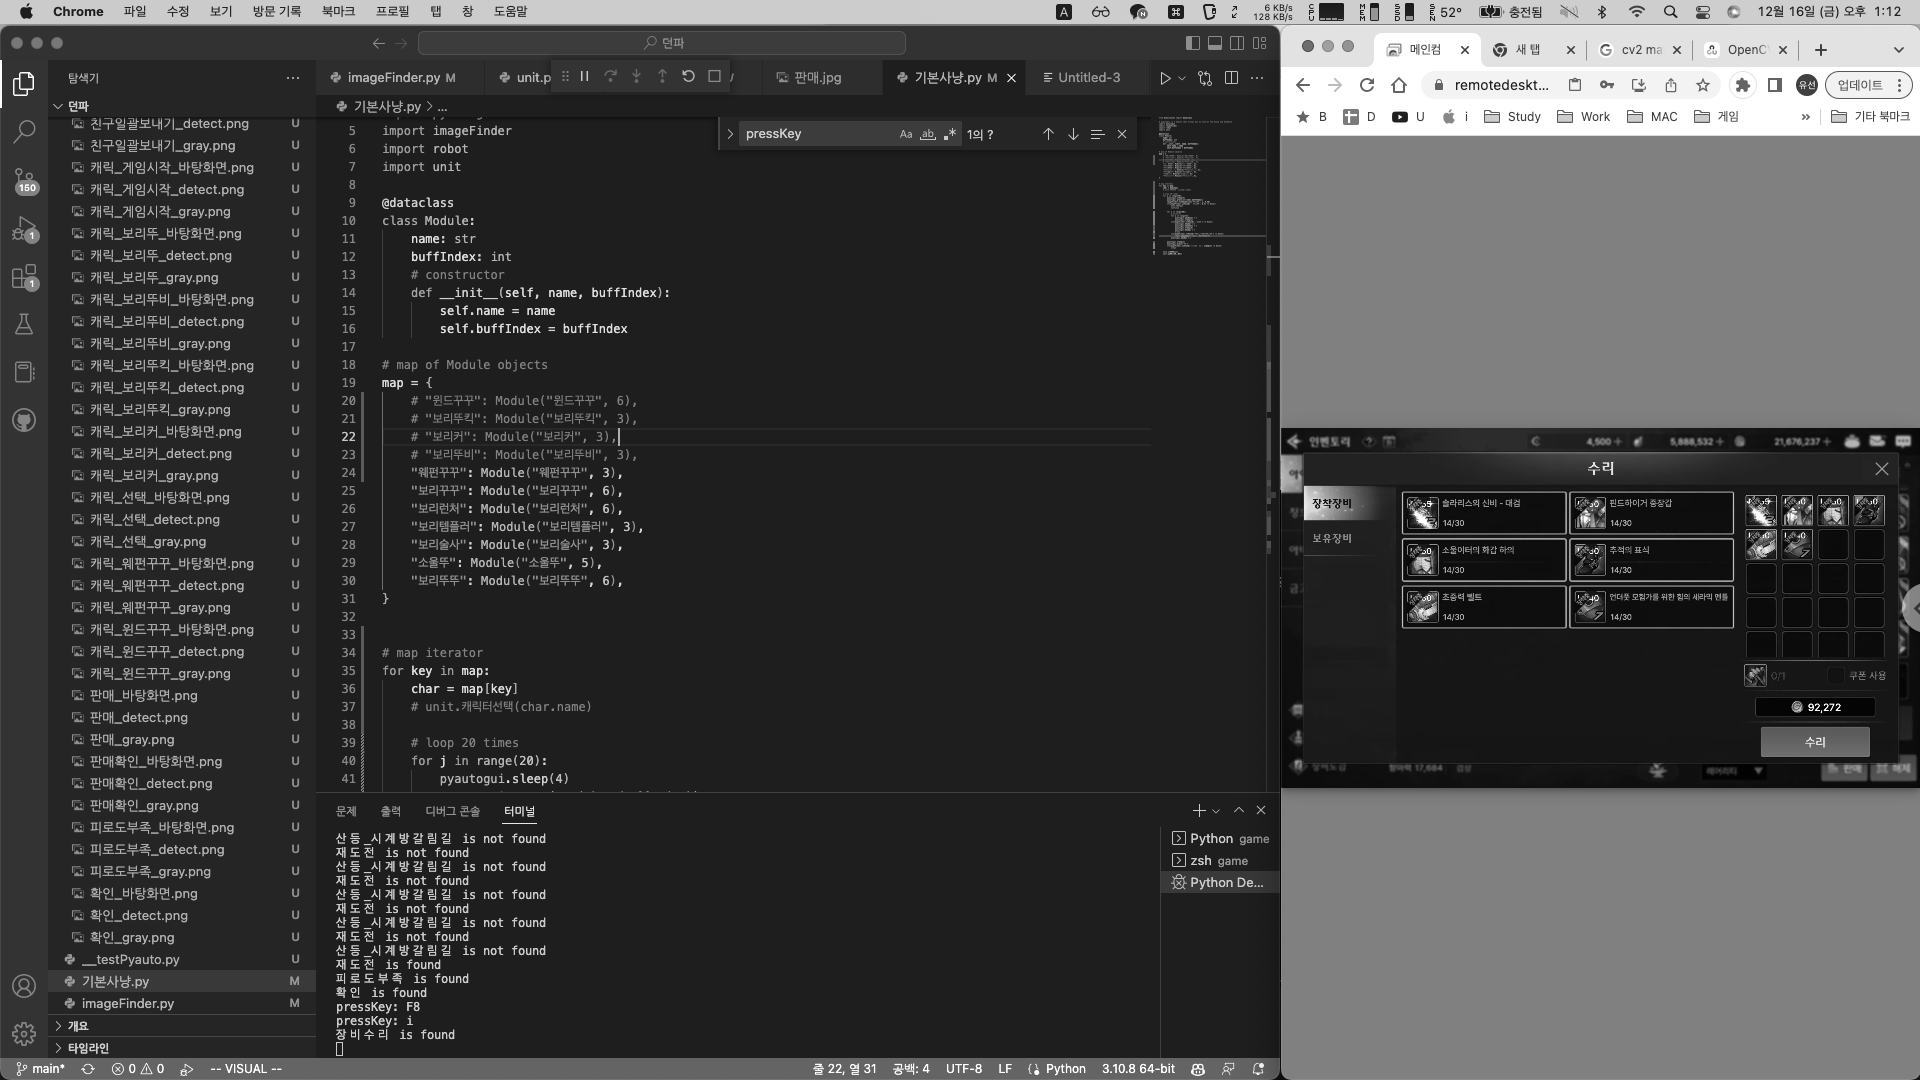 Chrome 파일 수정 보기 방문 기록 북마크 프로필 탭 창 도움말
6 KB/s
128 KB/s
52°
충전됨
12월 16일 (금) 오후 1:12
던파
탐색기
던파
친구일괄보내기_detect.png U
친구일괄보내기_gray.png U
캐릭_게임시작_바탕화면.png U
캐릭_게임시작_detect.png U
캐릭_게임시작_gray.png U
캐릭_보리뚜_바탕화면.png U
캐릭_보리뚜_detect.png U
캐릭_보리뚜_gray.png U
캐릭_보리뚜비_바탕화면.png U
캐릭_보리뚜비_detect.png U
캐릭_보리뚜비_gray.png U
캐릭_보리뚜킥_바탕화면.png U
캐릭_보리뚜킥_detect.png U
캐릭_보리뚜킥_gray.png U
캐릭_보리커_바탕화면.png U
캐릭_보리커_detect.png U
캐릭_보리커_gray.png U
캐릭_선택_바탕화면.png U
캐릭_선택_detect.png U
캐릭_선택_gray.png U
캐릭_웨펀꾸꾸_바탕화면.png U
캐릭_웨펀꾸꾸_detect.png U
캐릭_웨펀꾸꾸_gray.png U
캐릭_윈드꾸꾸_바탕화면.png U
캐릭_윈드꾸꾸_detect.png U
캐릭_윈드꾸꾸_gray.png U
판매_바탕화면.png U
판매_detect.png U
판매_gray.png U
판매확인_바탕화면.png U
판매확인_detect.png U
판매확인_gray.png U
피로도부족_바탕화면.png U
피로도부족_detect.png U
피로도부족_gray.png U
확인_바탕화면.png U
확인_detect.png U
확인_gray.png U
__testPyauto.py U
기본사냥.py M
imageFinder.py M
개요
타임라인
150
1
1
imageFinder.py M
unit.p
판매.jpg
기본사냥.py M
Untitled-3
기본사냥.py > ...
pressKey
Aa ab
1의 ?
5 import imageFinder
6 import robot
7 import unit
8
9 @dataclass
10 class Module:
11 name: str
12 buffIndex: int
13 # constructor
14 def __init__(self, name, buffIndex):
15 self.name = name
16 self.buffIndex = buffIndex
17
18 # map of Module objects
19 map = {
20 # "윈드꾸꾸": Module("윈드꾸꾸", 6),
21 # "보리뚜킥": Module("보리뚜킥", 3),
22 # "보리커": Module("보리커", 3),
23 # "보리뚜비": Module("보리뚜비", 3),
24 "웨펀꾸꾸": Module("웨펀꾸꾸", 3),
25 "보리꾸꾸": Module("보리꾸꾸", 6),
26 "보리런처": Module("보리런처", 6),
27 "보리템플러": Module("보리템플러", 3),
28 "보리술사": Module("보리술사", 3),
29 "소울뚜": Module("소울뚜", 5),
30 "보리뚜뚜": Module("보리뚜뚜", 6),
31 }
32
33
34 # map iterator
35 for key in map:
36 char = map[key]
37 # unit.캐릭터선택(char.name)
38
39 # loop 20 times
40 for j in range(20):
41 pyautogui.sleep(4)
문제 출력 디버그 콘솔 터미널
산등_시계방갈림길 is not found
재도전 is not found
산등_시계방갈림길 is not found
재도전 is not found
산등_시계방갈림길 is not found
재도전 is not found
산등_시계방갈림길 is not found
재도전 is not found
산등_시계방갈림길 is not found
재도전 is found
피로도부족 is found
확인 is found
pressKey: F8
pressKey: i
장비수리 is found
Python game
zsh game
Python De...
main* 0 0 -- VISUAL --
줄 22, 열 31 공백: 4 UTF-8 LF Python 3.10.8 64-bit
메인컴
새 탭
cv2 ma
OpenC
remotedeskt...
유선
업데이트
B D U i Study Work MAC 게임 » 기타 북마크
인벤토리
4,500 + 5,888,532 + 21,676,237 +
수리
장착장비
보유장비
솔라리스의 신비 - 대검
14/30
핀드하이거 중장갑
14/30
소울이터의 화갑 하의
14/30
추적의 표식
14/30
초중력 벨트
14/30
언더풋 모험가를 위한 힘의 세라믹 멘틀
14/30
0/1
쿠폰 사용
92,272
수리